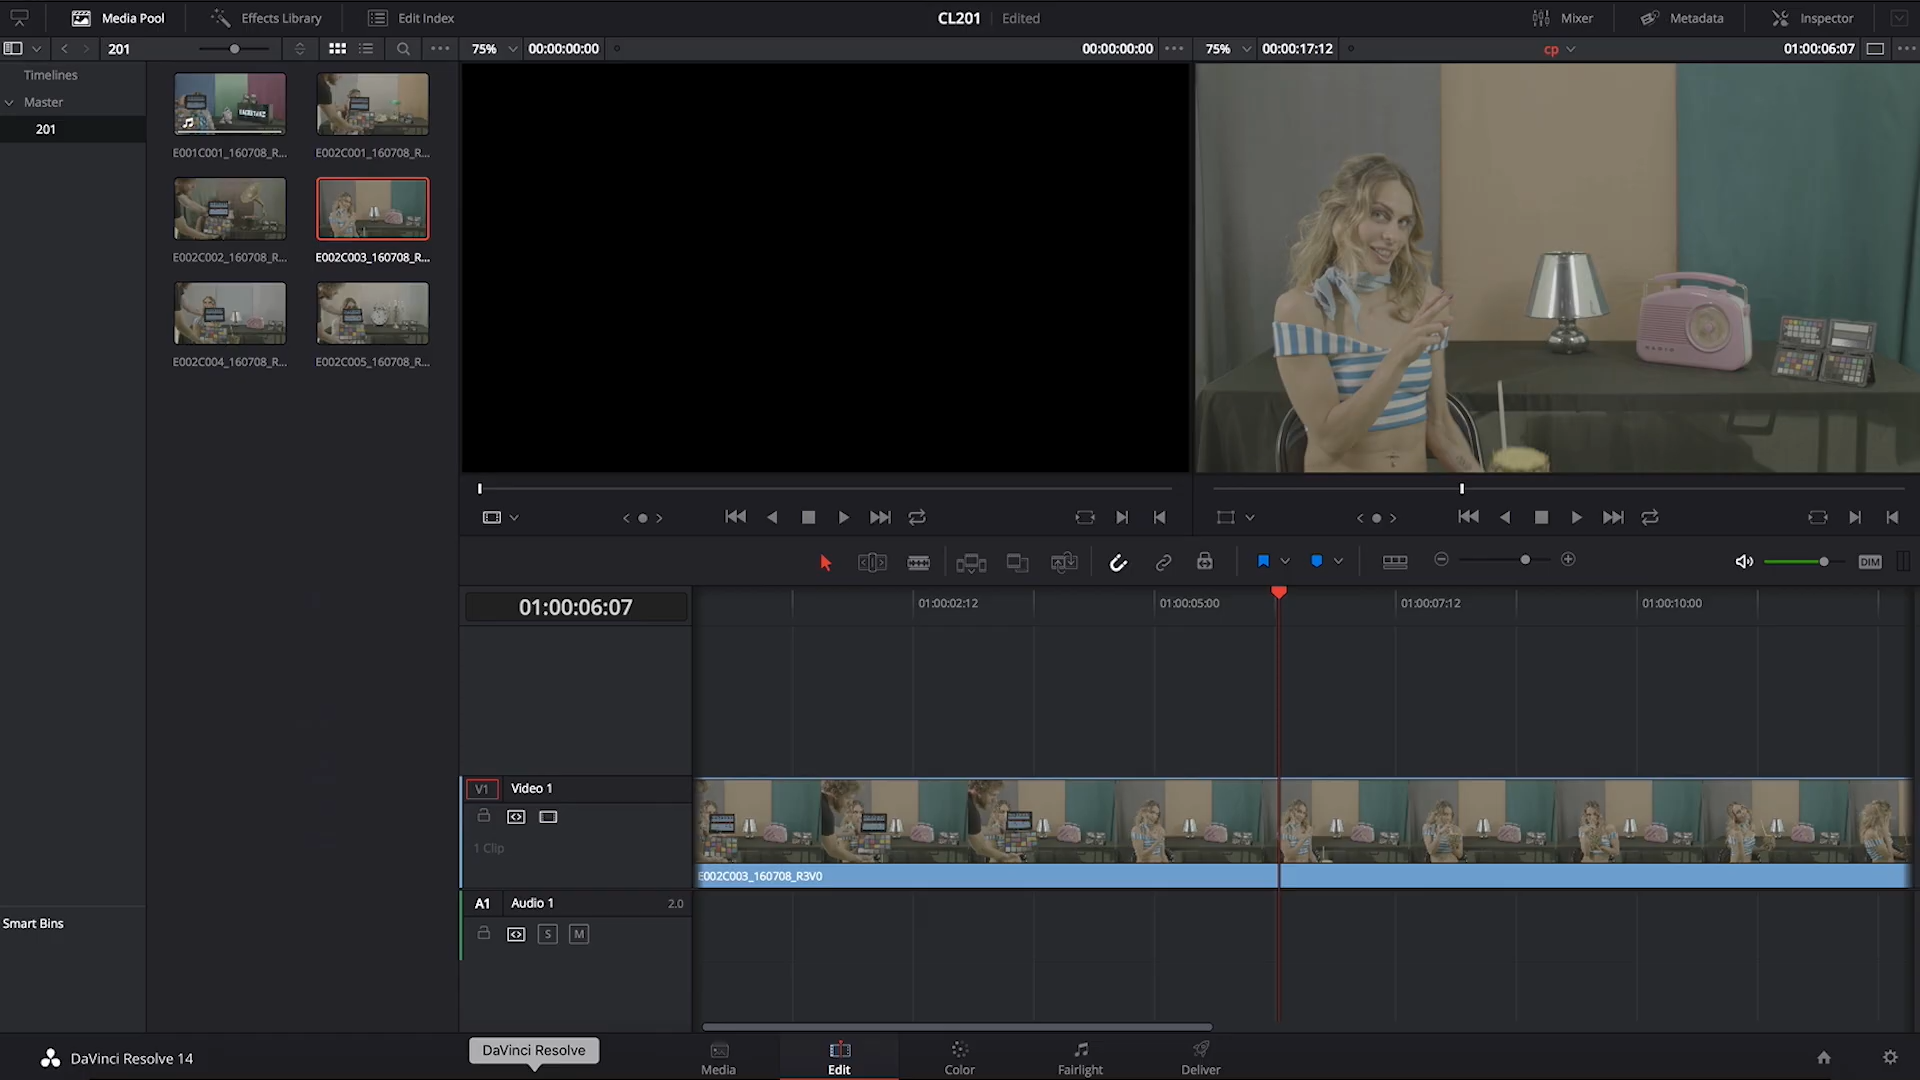 Media Pool
Effects Library
Edit Index
CL201
Edited
Mixer
Metadata
Inspector
201
75%
00:00:00:00
00:00:00:00
75%
00:00:17:12
cp
01:00:06:07
Timelines
Master
201
E001C001_160708_R...
E002C001_160708_R...
E002C002_160708_R...
E002C003_160708_R...
E002C004_160708_R...
E002C005_160708_R...
DIM
01:00:06:07
01:00:02:12
01:00:05:00
01:00:07:12
01:00:10:00
V1
Video 1
1 Clip
E002C003_160708_R3V0
A1
Audio 1
2.0
S
M
Smart Bins
DaVinci Resolve 14
DaVinci Resolve
Media
Edit
Color
Fairlight
Deliver